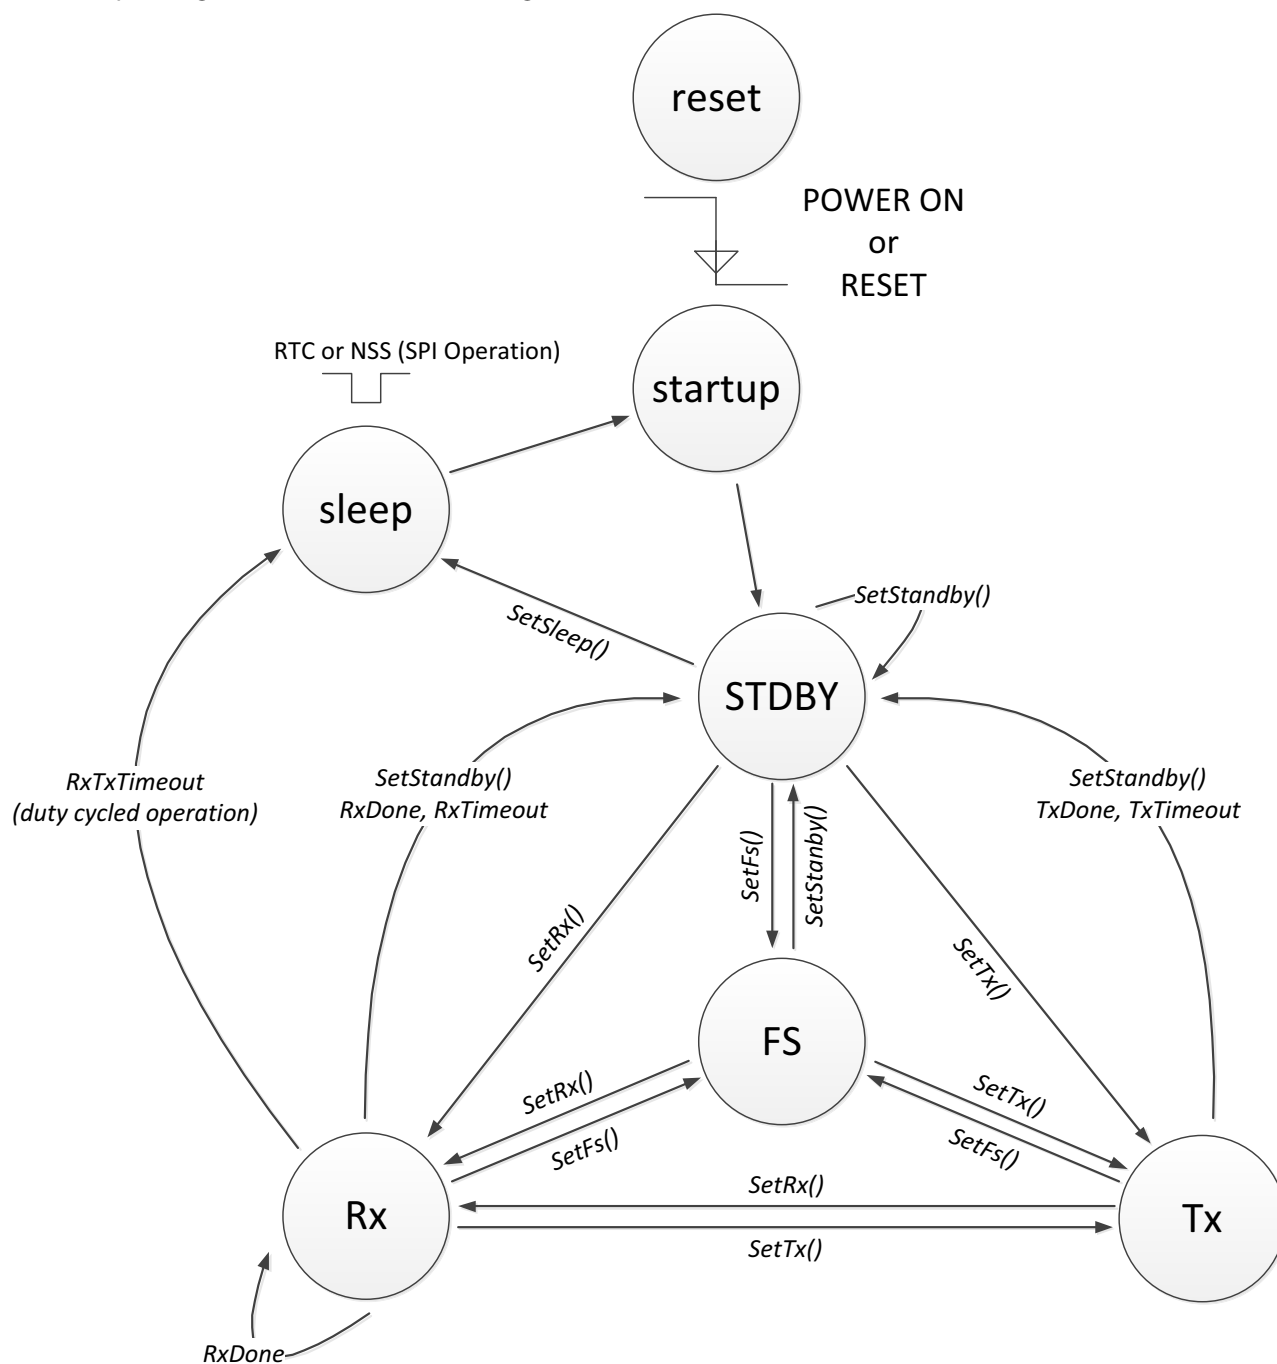 reset
POWER ON
or
RESET
RTC or NSS (SPI Operation)
startup
sleep
SetStandby()
SetSleep()
STDBY
RxTxTimeout
(duty cycled operation)
SetStandby()
RxDone, RxTimeout
SetStandby()
TxDone, TxTimeout
SetFs()
SetStanby()
SetRx()
SetTx()
FS
SetRx()
SetTx()
SetFs()
SetFs()
SetRx()
Rx
Tx
SetTx()
RxDone